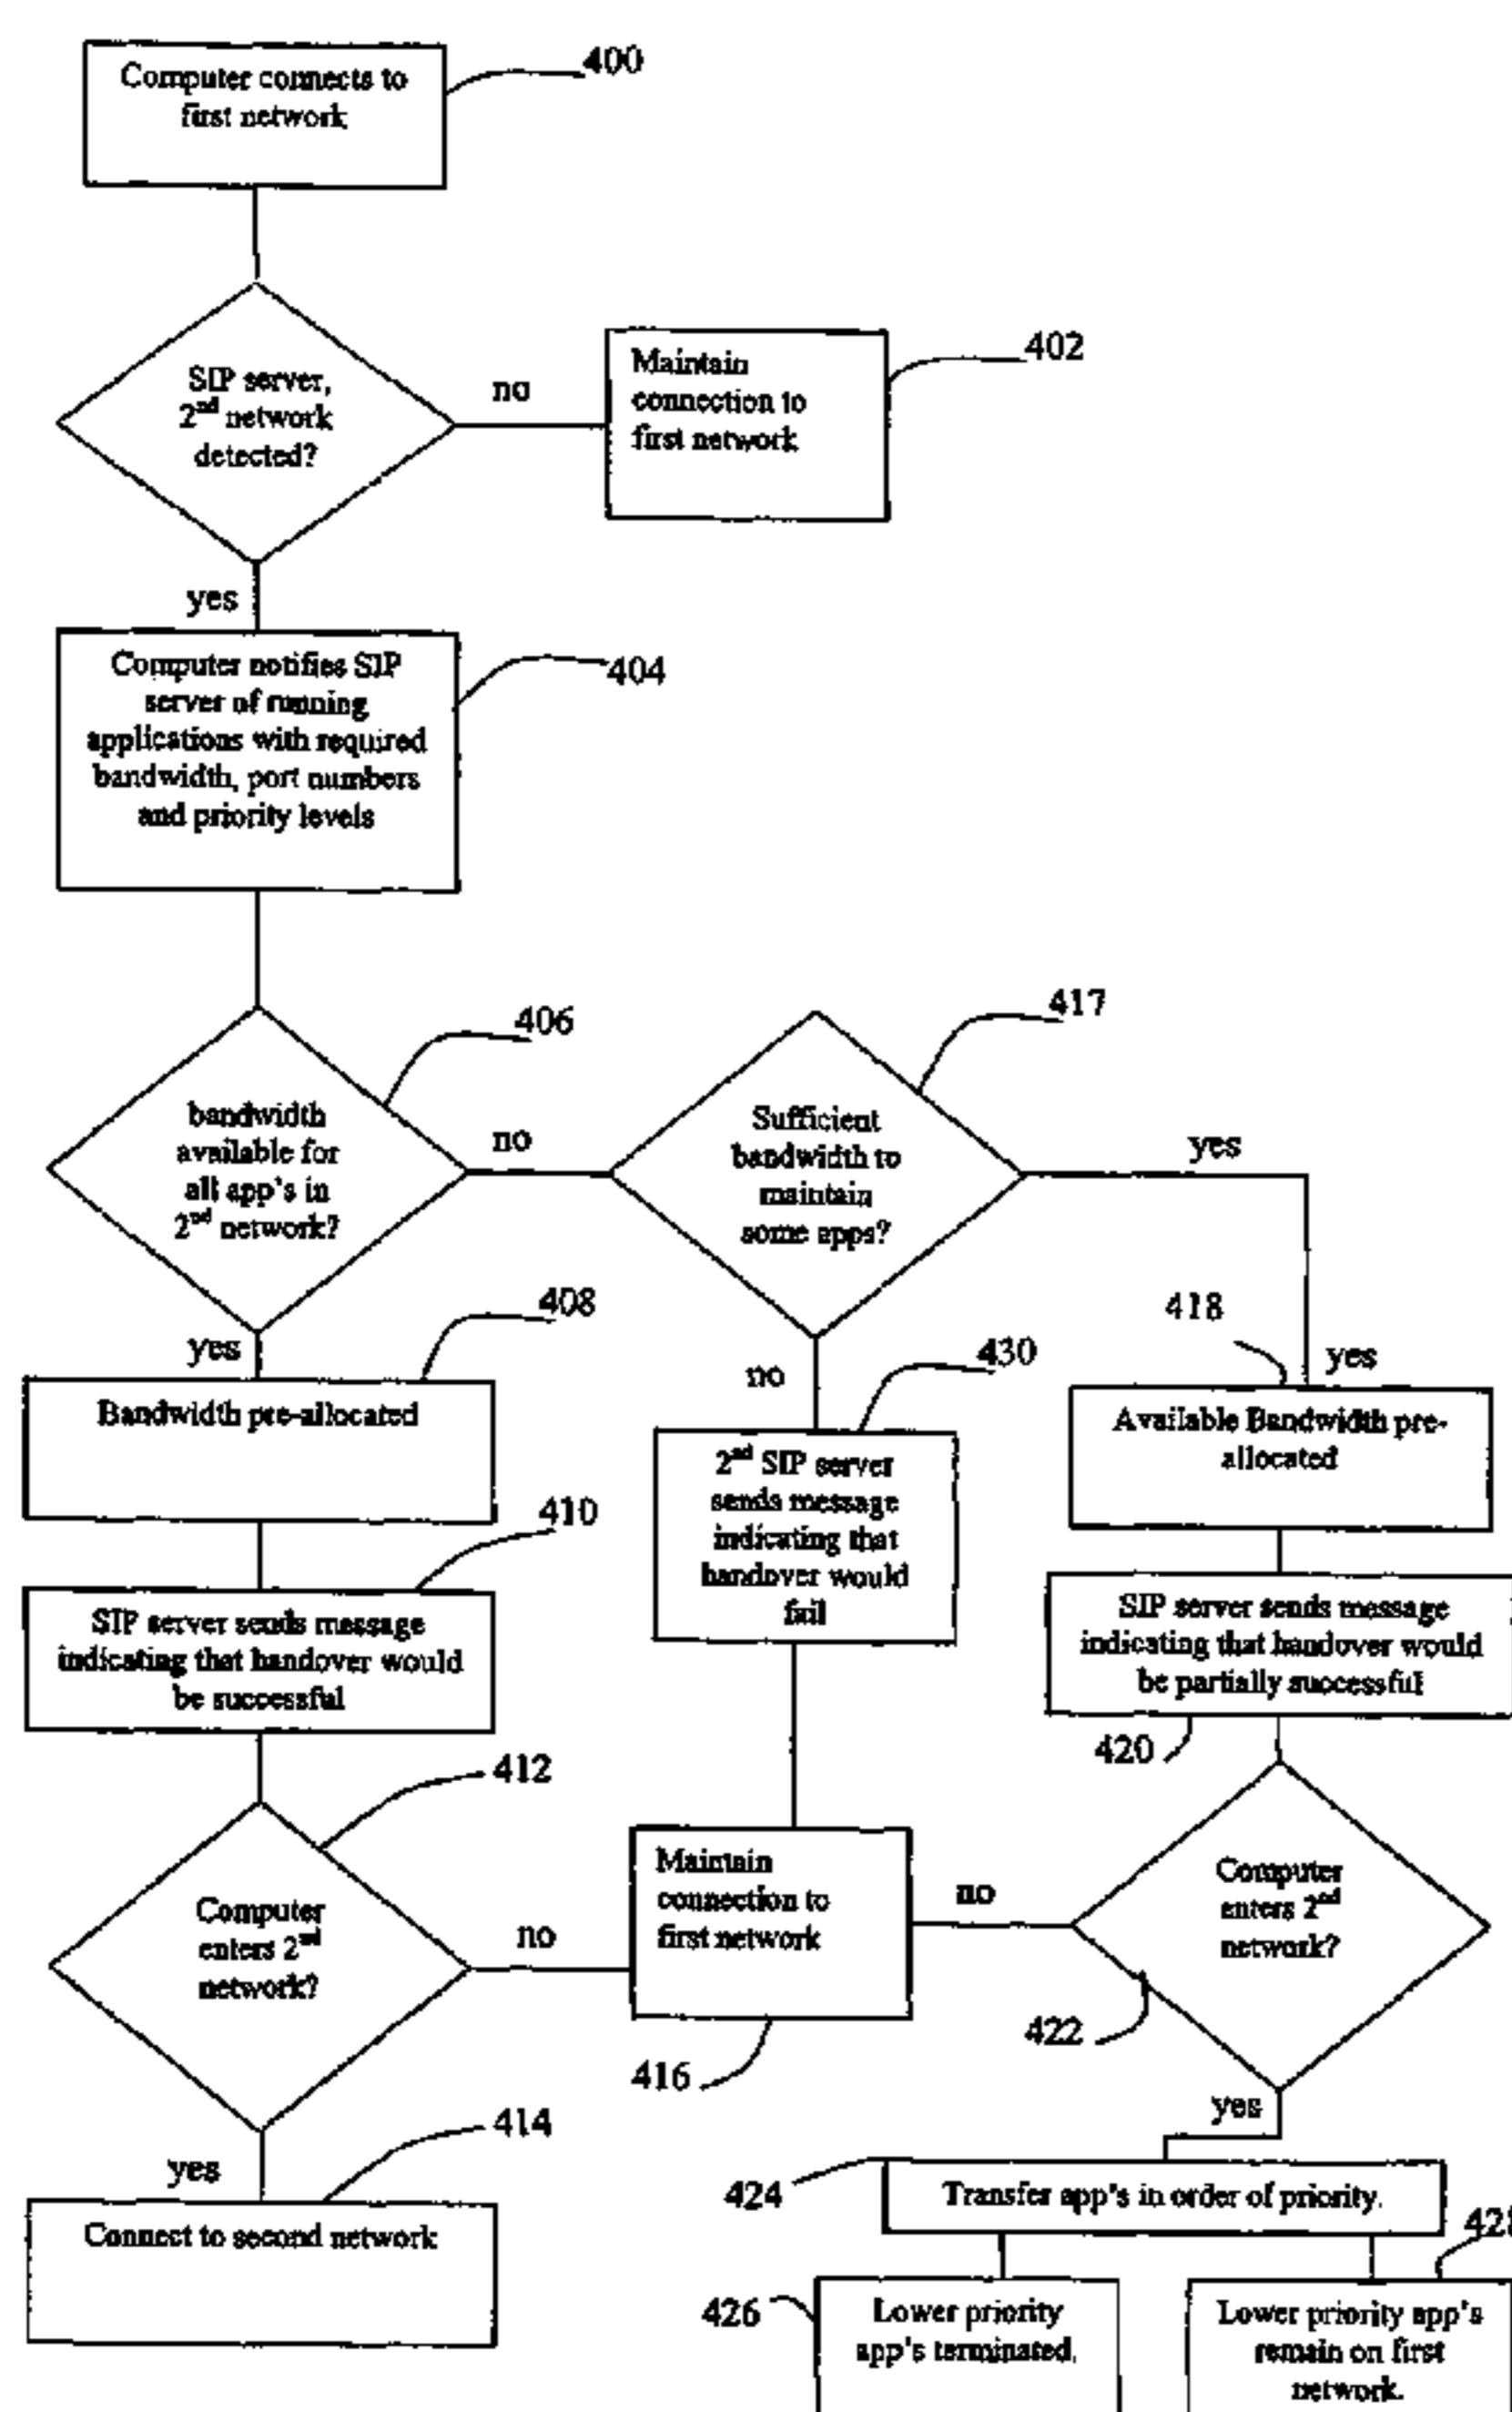 Computer connects to
first network
400
SIP server,
2nd network
detected?
no
Maintain
connection to
first network
402
yes
Computer notifies SIP
server of running
applications with required
bandwidth, port numbers
and priority levels
404
bandwidth
available for
all app's in
2nd network?
406
no
Sufficient
bandwidth to
maintain
some apps?
417
yes
yes
408
Bandwidth pre-allocated
no
430
2nd SIP server
sends message
indicating that
handover would
fail
418
yes
Available Bandwidth pre-
allocated
410
SIP server sends message
indicating that handover would
be successful
SIP server sends message
indicating that handover would
be partially successful
420
412
Computer
enters 2nd
network?
no
Maintain
connection to
first network
416
no
Computer
enters 2nd
network?
422
yes
414
Connect to second network
yes
424
Transfer app's in order of priority.
426
Lower priority
app's terminated.
Lower priority app's
remain on first
network.